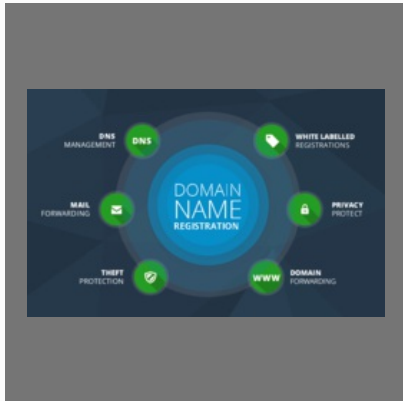 DNS
MANAGEMENT
DNS
WHITE LABELLED
REGISTRATIONS
MAIL
FORWARDING
DOMAIN
NAME
REGISTRATION
PRIVACY
PROTECT
THEFT
PROTECTION
WWW
DOMAIN
FORWARDING